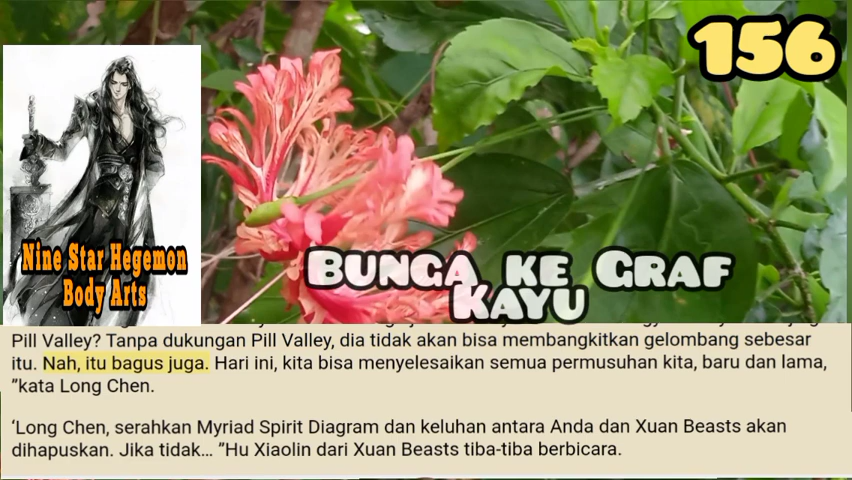 156
Nine Star Hegemon
Body Arts
Bunga ke Graf
Kayu
Pill Valley? Tanpa dukungan Pill Valley, dia tidak akan bisa membangkitkan gelombang sebesar
itu. Nah, itu bagus juga. Hari ini, kita bisa menyelesaikan semua permusuhan kita, baru dan lama,
”kata Long Chen.
‘Long Chen, serahkan Myriad Spirit Diagram dan keluhan antara Anda dan Xuan Beasts akan
dihapuskan. Jika tidak… ”Hu Xiaolin dari Xuan Beasts tiba-tiba berbicara.